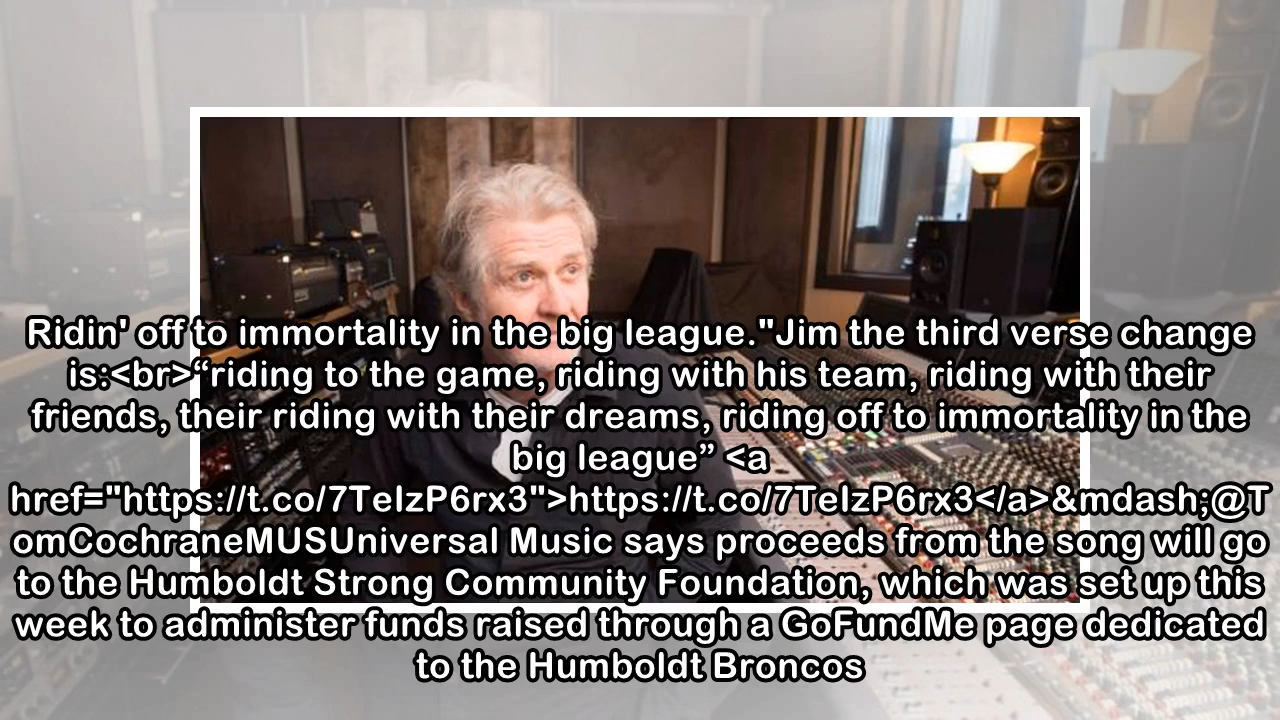 Ridin' off to immortality in the big league."Jim the third verse change
is:<br>“riding to the game, riding with his team, riding with their
friends, their riding with their dreams, riding off to immortality in the
big league” <a
href="https://t.co/7TeIzP6rx3">https://t.co/7TeIzP6rx3</a>&mdash;@T
omCochraneMUSUniversal Music says proceeds from the song will go
to the Humboldt Strong Community Foundation, which was set up this
week to administer funds raised through a GoFundMe page dedicated
to the Humboldt Broncos